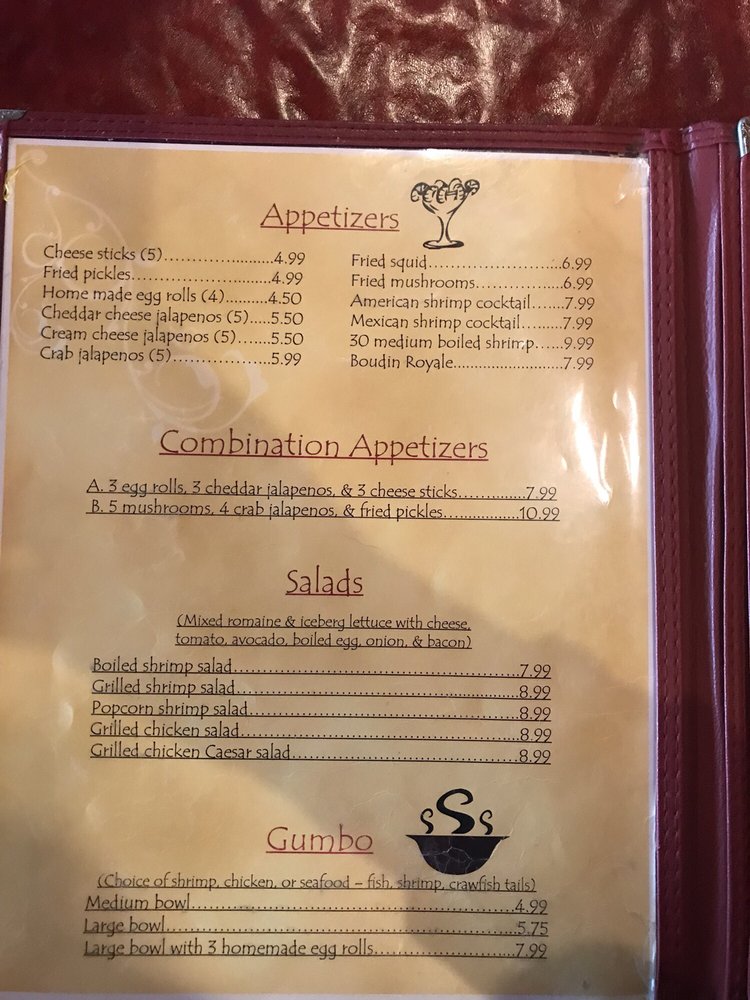 Appetizers
Cheese sticks (5)......................4.99
Fried pickles..........................4.99
Home made egg rolls (4)..........4.50
Cheddar cheese jalapenos (5).....5.50
Cream cheese jalapenos (5).......5.50
Crab jalapenos (5)...................5.99
Fried squid..........................6.99
Fried mushrooms..................6.99
American shrimp cocktail......7.99
Mexican shrimp cocktail........7.99
30 medium boiled shrimp.....9.99
Boudin Royale.........................7.99
Combination Appetizers
A. 3 egg rolls, 3 cheddar jalapenos, & 3 cheese sticks...............7.99
B. 5 mushrooms, 4 crab jalapenos, & fried pickles..................10.99
Salads
(Mixed romaine & iceberg lettuce with cheese,
tomato, avocado, boiled egg, onion, & bacon)
Boiled shrimp salad....................................................7.99
Grilled shrimp salad...................................................8.99
Popcorn shrimp salad.................................................8.99
Grilled chicken salad...................................................8.99
Grilled chicken Caesar salad..........................................8.99
Gumbo
(Choice of shrimp, chicken, or seafood – fish, shrimp, crawfish tails)
Medium bowl..........................................................4.99
Large bowl..............................................................5.75
Large bowl with 3 homemade egg rolls..........................7.99